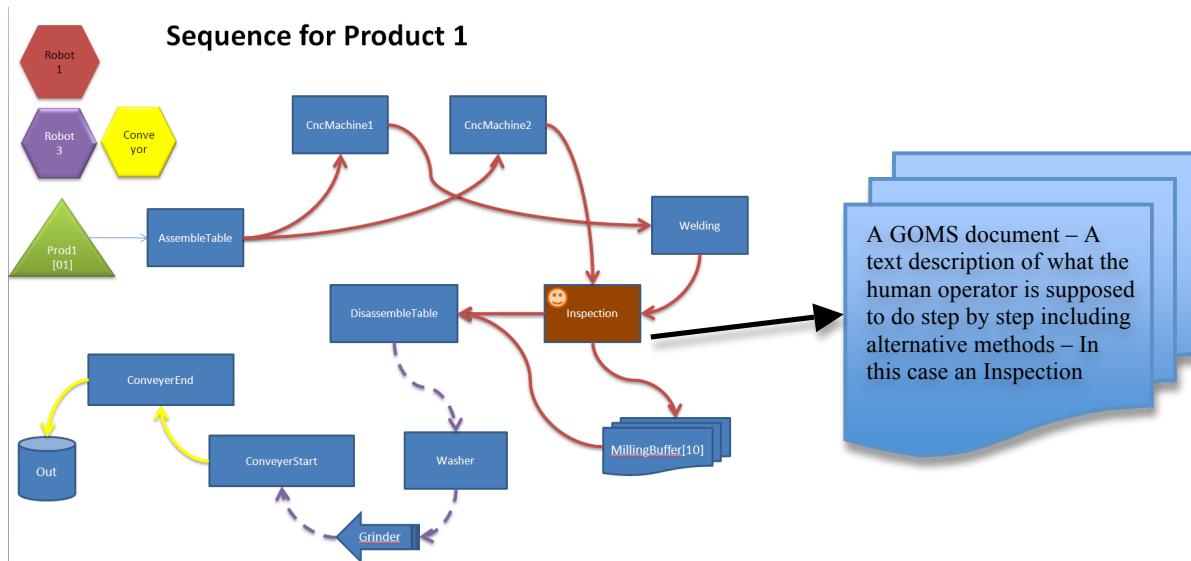 Sequence for Product 1
Robot
1
Robot
3
Conve
yor
CncMachine1
CncMachine2
Prod1
[01]
AssembleTable
Welding
DisassembleTable
Inspection
ConveyerEnd
MillingBuffer[10]
Out
ConveyerStart
Washer
Grinder
A GOMS document – A
text description of what the
human operator is supposed
to do step by step including
alternative methods – In
this case an Inspection